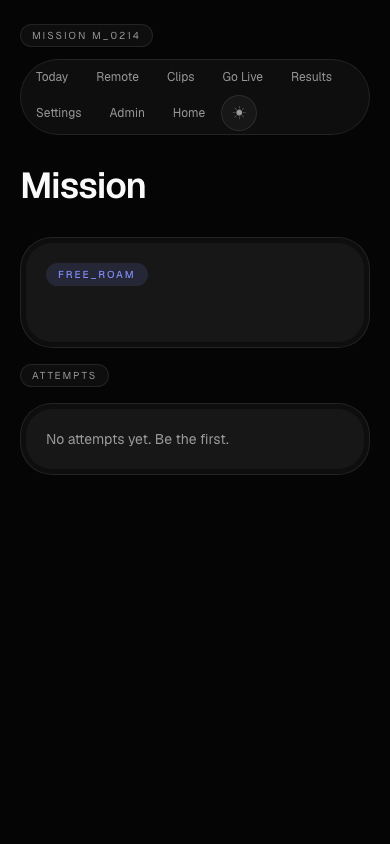 MISSION M_0214
Today Remote Clips Go Live Results
Settings Admin Home
Mission
FREE_ROAM
ATTEMPTS
No attempts yet. Be the first.